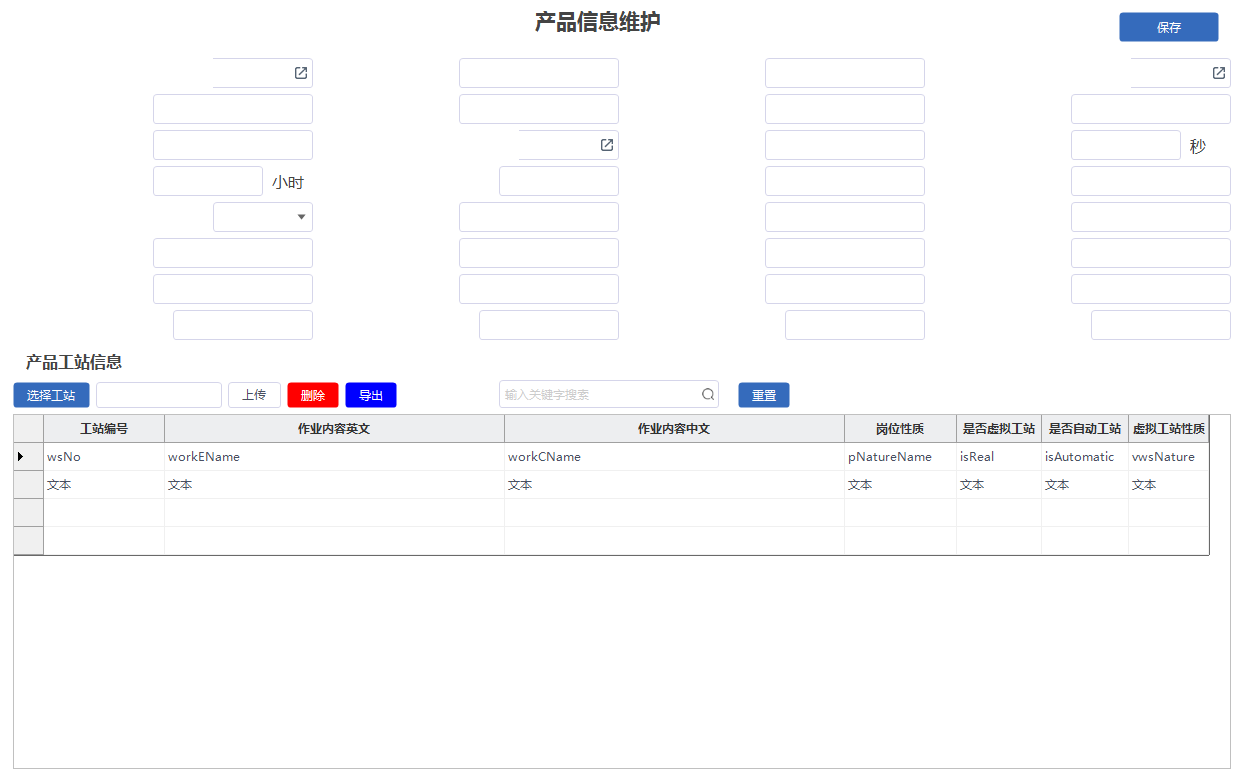 产品信息维护
保存
秒
小时
产品工站信息
选择工站 上传 删除 导出 输入关键字搜索 重置
工站编号 作业内容英文 作业内容中文 岗位性质 是否虚拟工站 是否自动工站 虚拟工站性质
wsNo workEName workCName pNatureName isReal isAutomatic vwsNature
文本 文本 文本 文本 文本 文本 文本